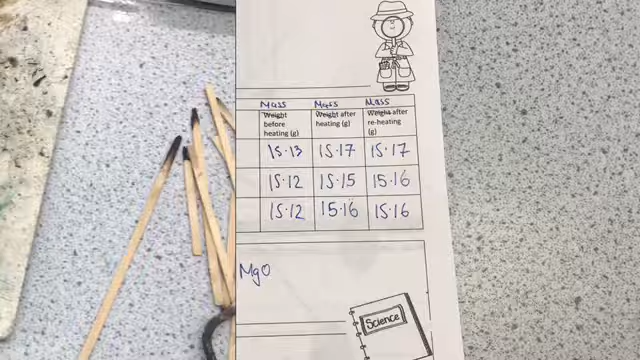 Mass Mass Mass
Weight before heating (g) Weight after heating (g) Weight after re-heating (g)
15.13 15.17 15.17
15.12 15.15 15.16
15.12 15.16 15.16
MgO
Science